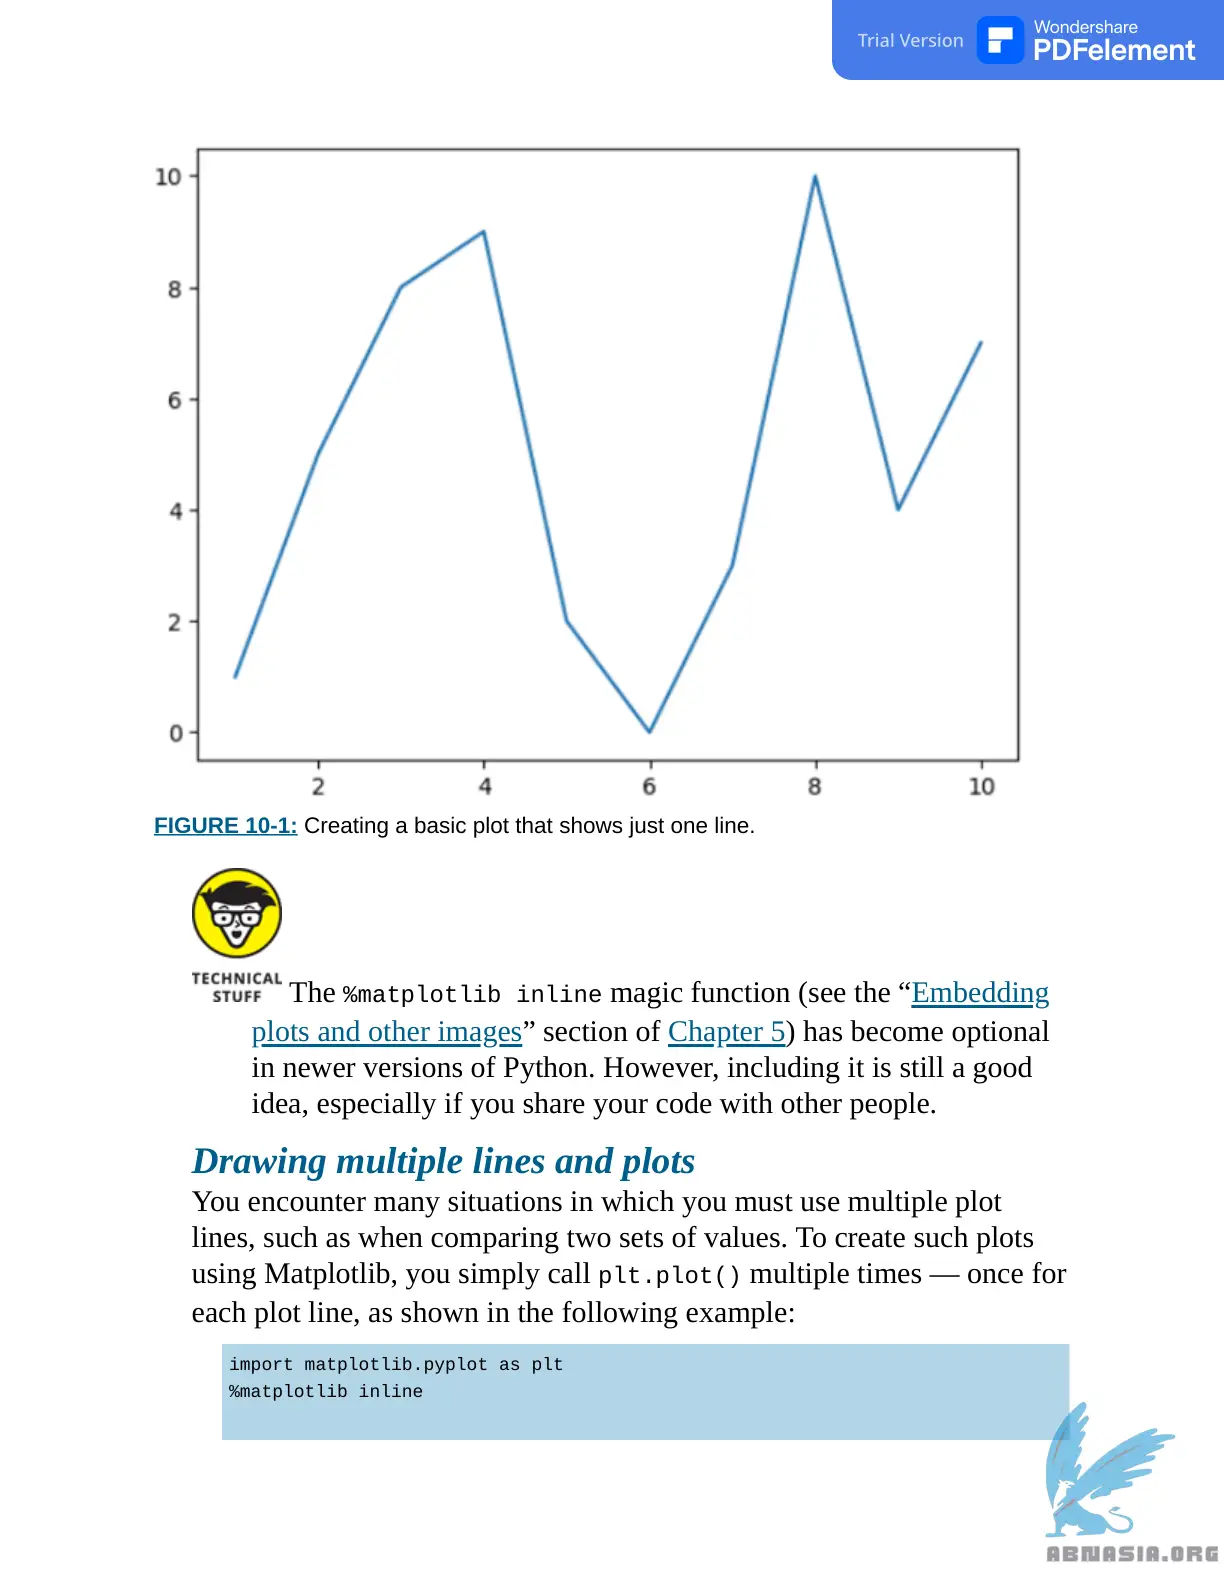 Trial Version
Wondershare
PDFelement
10
8
6
4
2
0
2 4 6 8 10
FIGURE 10-1: Creating a basic plot that shows just one line.
TECHNICAL
STUFF
The %matplotlib inline magic function (see the “Embedding
plots and other images” section of Chapter 5) has become optional
in newer versions of Python. However, including it is still a good
idea, especially if you share your code with other people.
Drawing multiple lines and plots
You encounter many situations in which you must use multiple plot
lines, such as when comparing two sets of values. To create such plots
using Matplotlib, you simply call plt.plot() multiple times — once for
each plot line, as shown in the following example:
import matplotlib.pyplot as plt
%matplotlib inline
ABNASIA.ORG